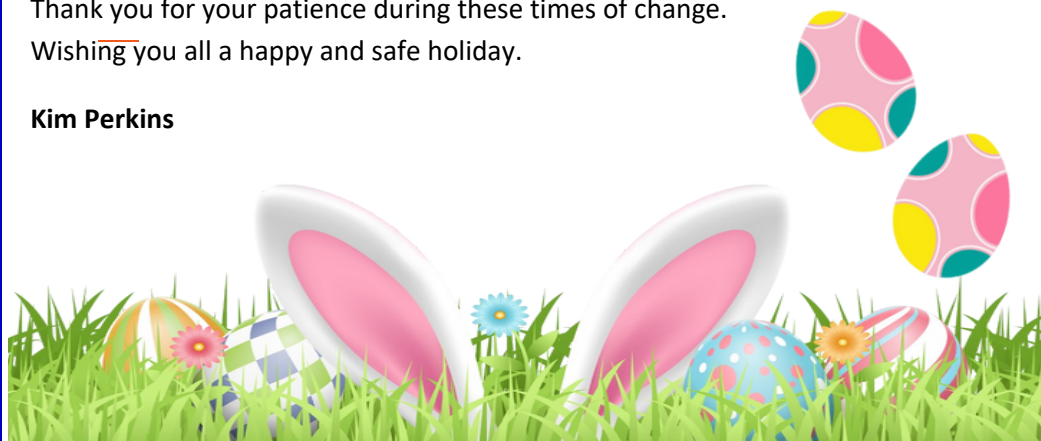 Thank you for your patience during these times of change.
Wishing you all a happy and safe holiday.
Kim Perkins